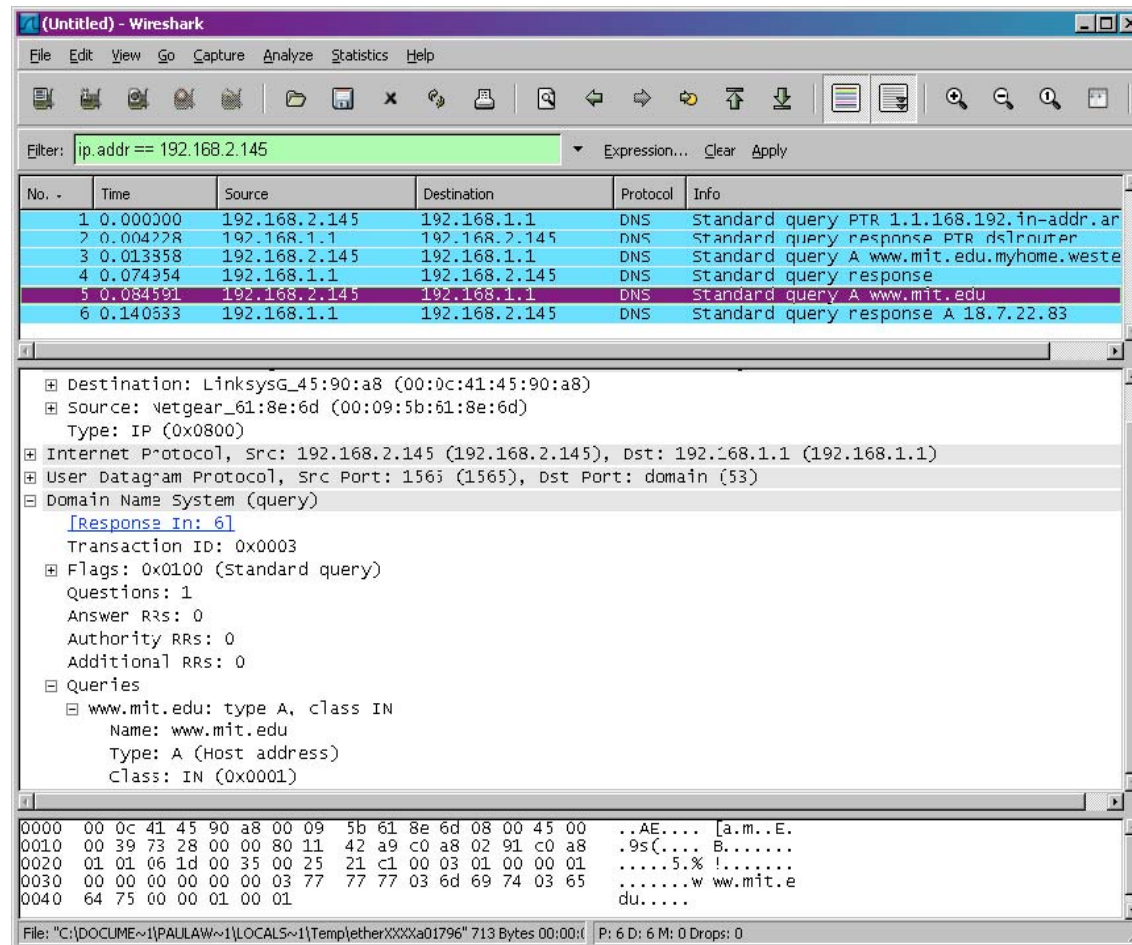 (Untitled) - Wireshark
File Edit View Go Capture Analyze Statistics Help
Filter: ip.addr == 192.168.2.145 Expression... Clear Apply
No. - Time Source Destination Protocol Info
1 0.000000 192.168.2.145 192.168.1.1 DNS Standard query PTR 1.1.168.192.in-addr.ar
2 0.004228 192.168.1.1 192.168.2.145 DNS Standard query response PTR dslrouter
3 0.013858 192.168.2.145 192.168.1.1 DNS Standard query A www.mit.edu.myhome.weste
4 0.074954 192.168.1.1 192.168.2.145 DNS Standard query response
5 0.084591 192.168.2.145 192.168.1.1 DNS Standard query A www.mit.edu
6 0.140633 192.168.1.1 192.168.2.145 DNS Standard query response A 18.7.22.83
Destination: LinksysG_45:90:a8 (00:0c:41:45:90:a8)
Source: Netgear_61:8e:6d (00:09:5b:61:8e:6d)
Type: IP (0x0800)
Internet Protocol, Src: 192.168.2.145 (192.168.2.145), Dst: 192.168.1.1 (192.168.1.1)
User Datagram Protocol, Src Port: 1565 (1565), Dst Port: domain (53)
Domain Name System (query)
[Response In: 6]
Transaction ID: 0x0003
Flags: 0x0100 (Standard query)
Questions: 1
Answer RRs: 0
Authority RRs: 0
Additional RRs: 0
Queries
www.mit.edu: type A, class IN
Name: www.mit.edu
Type: A (Host address)
Class: IN (0x0001)
0000 00 0c 41 45 90 a8 00 09 5b 61 8e 6d 08 00 45 00 ..AE.... [a.m..E.
0010 00 39 73 28 00 00 80 11 42 a9 c0 a8 02 91 c0 a8 .9s(.... B.......
0020 01 01 06 1d 00 35 00 25 21 c1 00 03 01 00 00 01 .....5.% !.......
0030 00 00 00 00 00 00 03 77 77 77 03 6d 69 74 03 65 .......w ww.mit.e
0040 64 75 00 00 01 00 01 du.....
File: "C:\DOCUME~1\PAULAW~1\LOCALS~1\Temp\etherXXXXa01796" 713 Bytes 00:00:( P: 6 D: 6 M: 0 Drops: 0